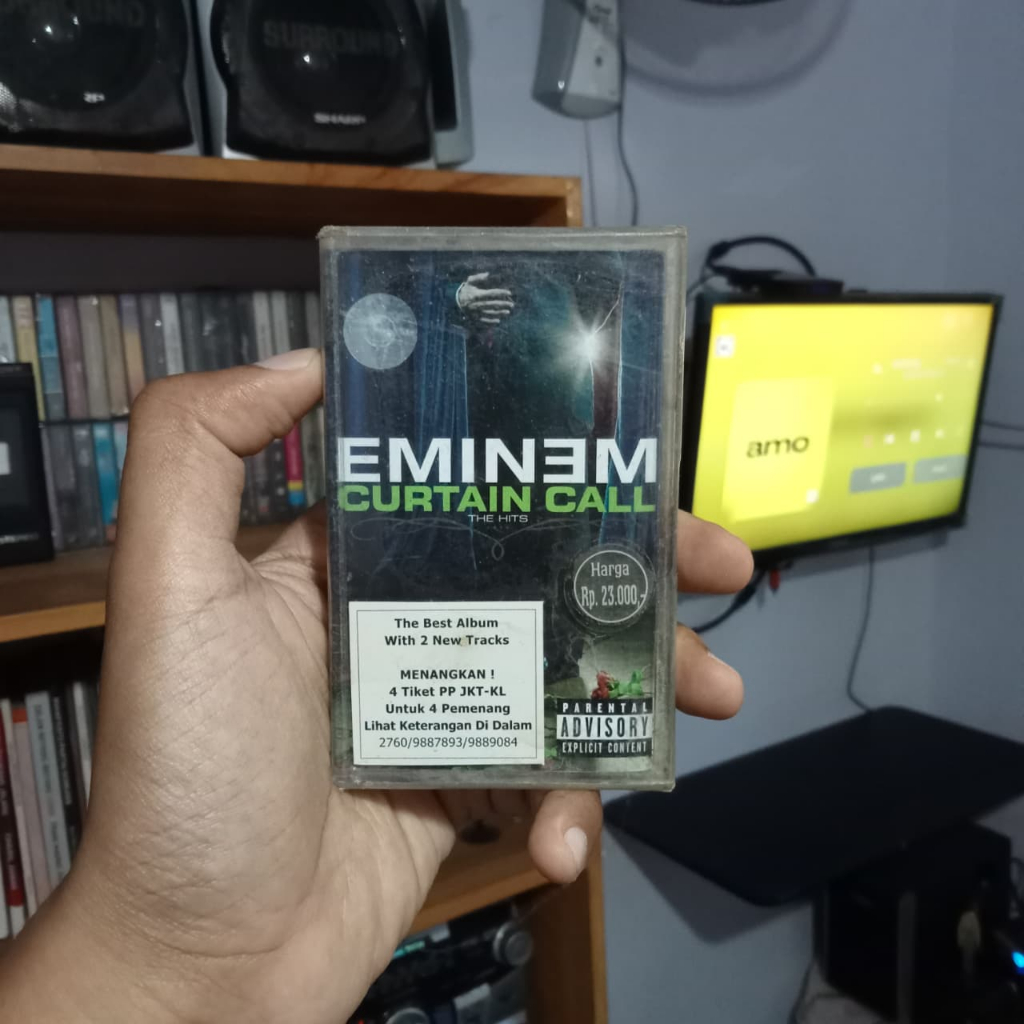 SURROUND
SHARP
EMINƎM
CURTAIN CALL
THE HITS
Harga
Rp. 23.000,-
The Best Album
With 2 New Tracks
MENANGKAN !
4 Tiket PP JKT-KL
Untuk 4 Pemenang
Lihat Keterangan Di Dalam
2760/9887893/9889084
PARENTAL
ADVISORY
EXPLICIT CONTENT
amo